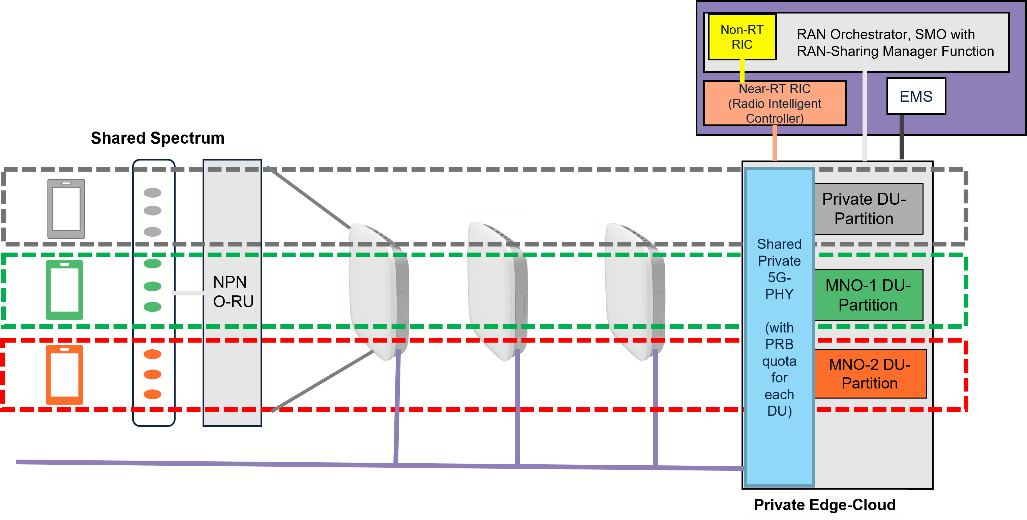 Non-RT
RIC
RAN Orchestrator, SMO with
RAN-Sharing Manager Function
Near-RT RIC
(Radio Intelligent
Controller)
EMS
Shared Spectrum
NPN
O-RU
Shared
Private
5G-
PHY
(with
PRB
quota
for
each
DU)
Private DU-
Partition
MNO-1 DU-
Partition
MNO-2 DU-
Partition
Private Edge-Cloud